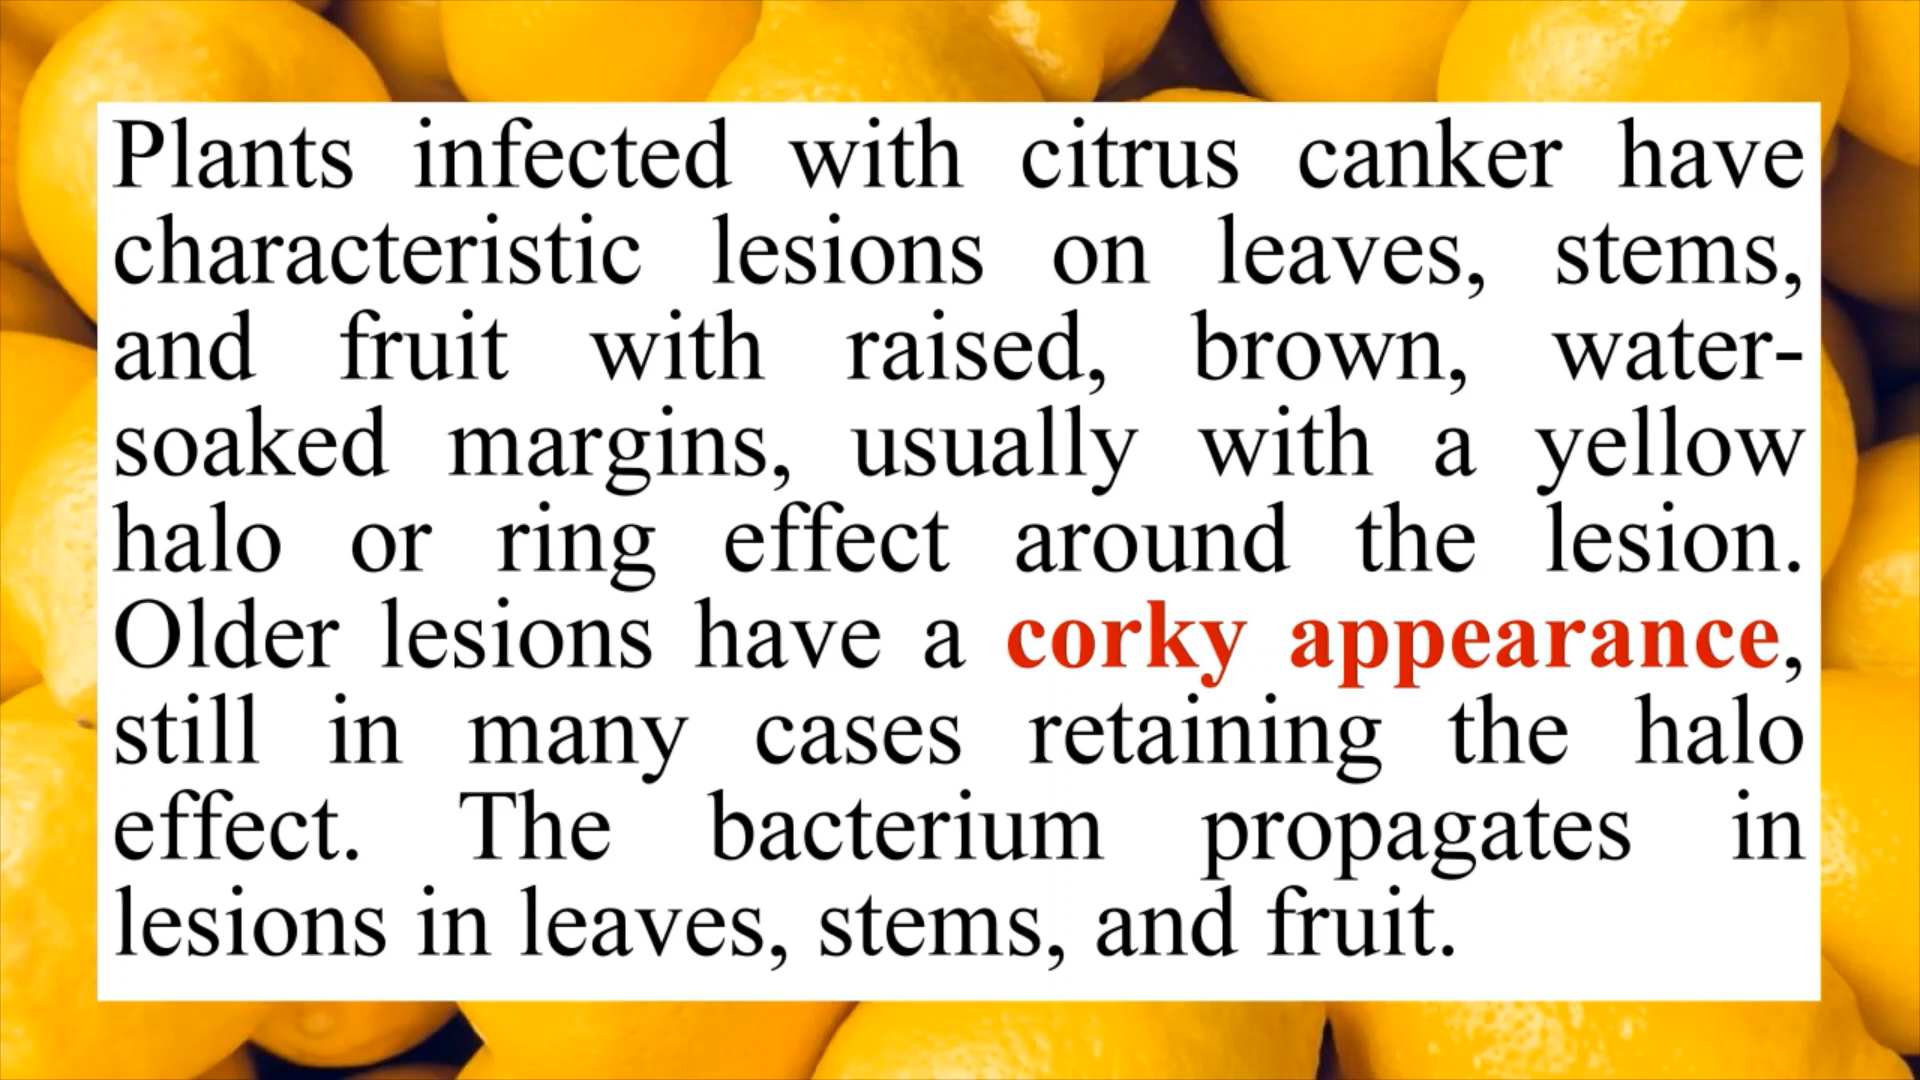 Plants infected with citrus canker have
characteristic lesions on leaves, stems,
and fruit with raised, brown, water-
soaked margins, usually with a yellow
halo or ring effect around the lesion.
Older lesions have a corky appearance,
still in many cases retaining the halo
effect. The bacterium propagates in
lesions in leaves, stems, and fruit.